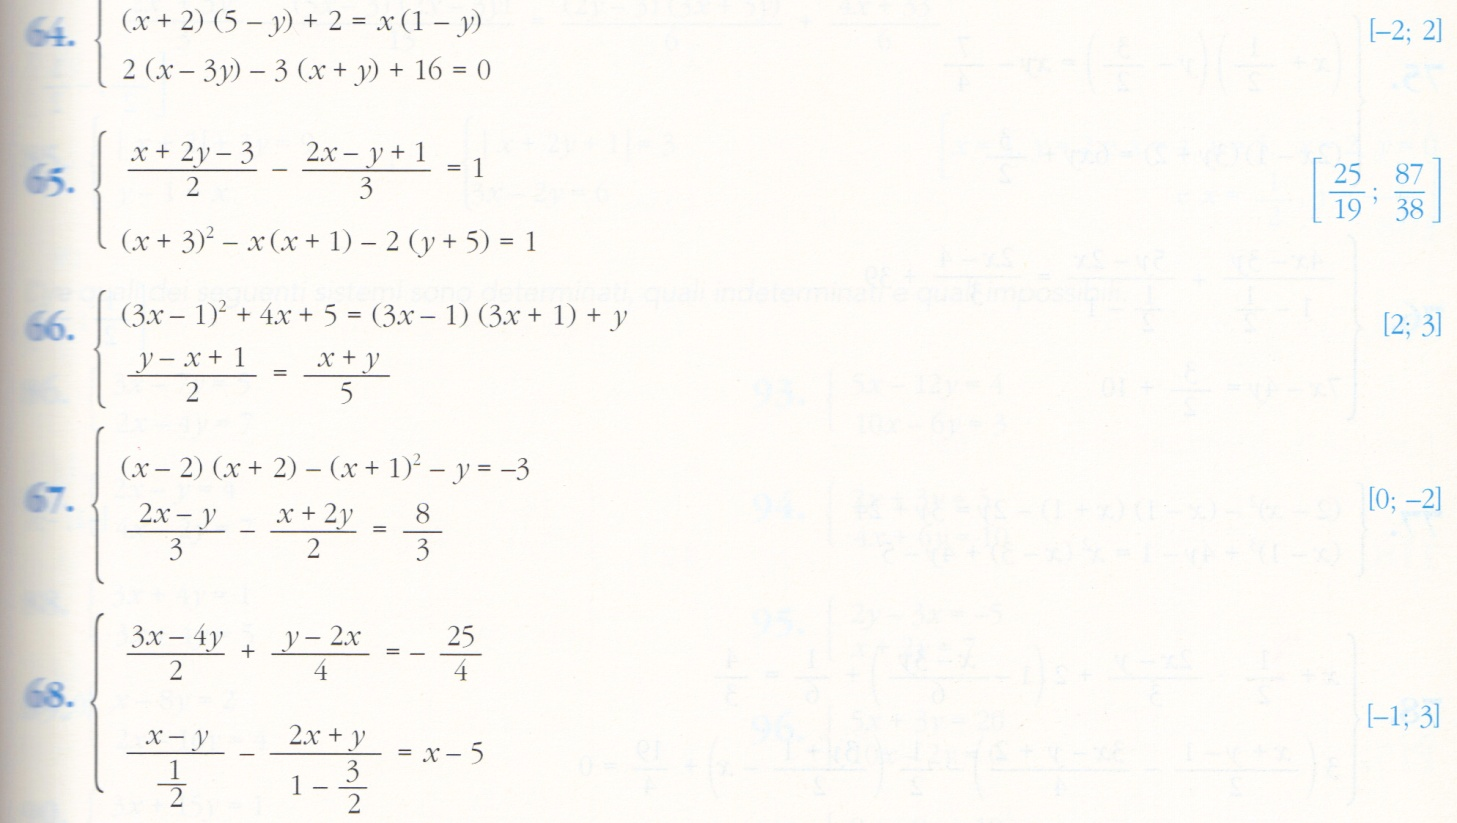 64. (x + 2) (5 – y) + 2 = x (1 – y) [–2; 2]
2 (x – 3y) – 3 (x + y) + 16 = 0
65. (x + 2y – 3)/2 – (2x – y + 1)/3 = 1 [25/19; 87/38]
(x + 3)² – x (x + 1) – 2 (y + 5) = 1
66. (3x – 1)² + 4x + 5 = (3x – 1) (3x + 1) + y [2; 3]
(y – x + 1)/2 = (x + y)/5
67. (x – 2) (x + 2) – (x + 1)² – y = –3 [0; –2]
(2x – y)/3 – (x + 2y)/2 = 8/3
68. (3x – 4y)/2 + (y – 2x)/4 = – 25/4 [–1; 3]
(x – y)/(1/2) – (2x + y)/(1 – 3/2) = x – 5